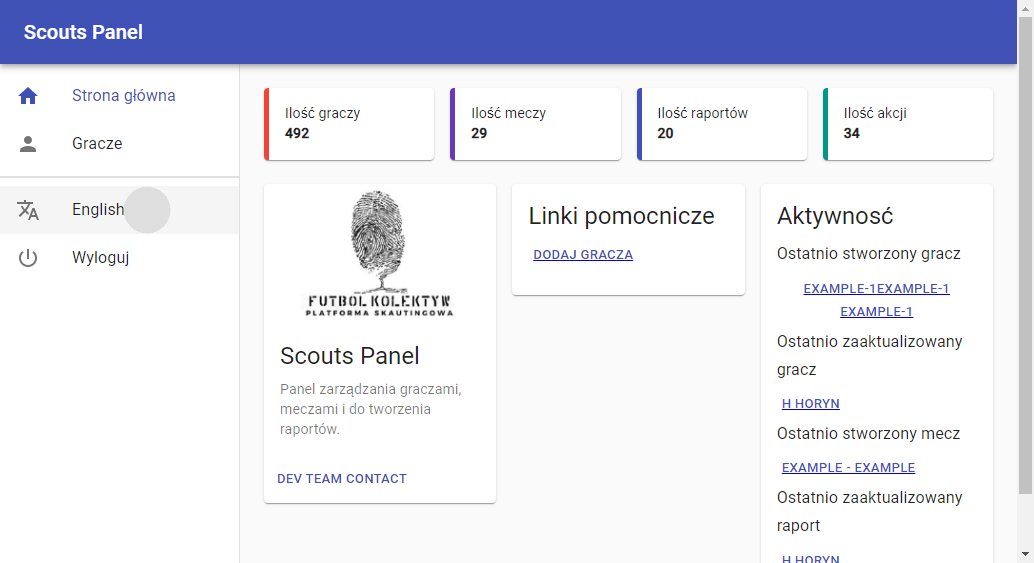 Scouts Panel
Strona główna
Gracze
English
Wyloguj
Ilość graczy
492
Ilość meczy
29
Ilość raportów
20
Ilość akcji
34
FUTBOL KOLEKTYW
PLATFORMA SKAUTINGOWA
Scouts Panel
Panel zarządzania graczami,
meczami i do tworzenia
raportów.
DEV TEAM CONTACT
Linki pomocnicze
DODAJ GRACZA
Aktywnosć
Ostatnio stworzony gracz
EXAMPLE-1EXAMPLE-1
EXAMPLE-1
Ostatnio zaaktualizowany
gracz
H HORYN
Ostatnio stworzony mecz
EXAMPLE - EXAMPLE
Ostatnio zaaktualizowany
raport
H HORYN